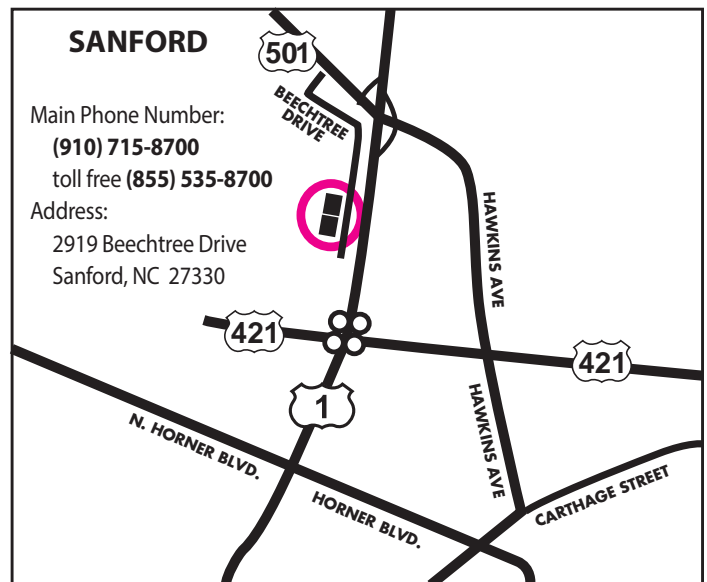 SANFORD
Main Phone Number:
(910) 715-8700
toll free (855) 535-8700
Address:
2919 Beechtree Drive
Sanford, NC 27330
501
BEECHTREE
DRIVE
HAWKINS AVE
421
421
1
HAWKINS AVE
N. HORNER BLVD.
HORNER BLVD.
CARTHAGE STREET